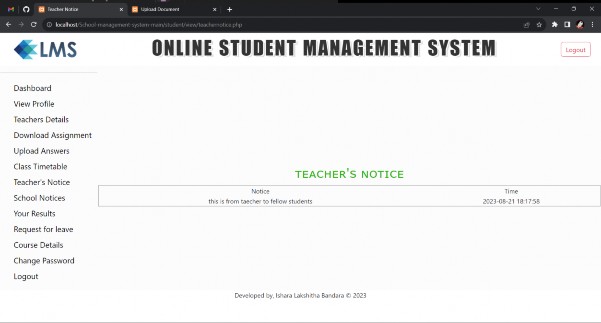 Teacher Notice
Upload Document
localhost/School-management-system-main/student/view/teachernotice.php
LMS
ONLINE STUDENT MANAGEMENT SYSTEM
Logout
Dashboard
View Profile
Teachers Details
Download Assignment
Upload Answers
Class Timetable
Teacher's Notice
School Notices
Your Results
Request for leave
Course Details
Change Password
Logout
TEACHER'S NOTICE
Notice Time
this is from taecher to fellow students 2023-08-21 18:17:58
Developed by, Ishara Lakshitha Bandara © 2023